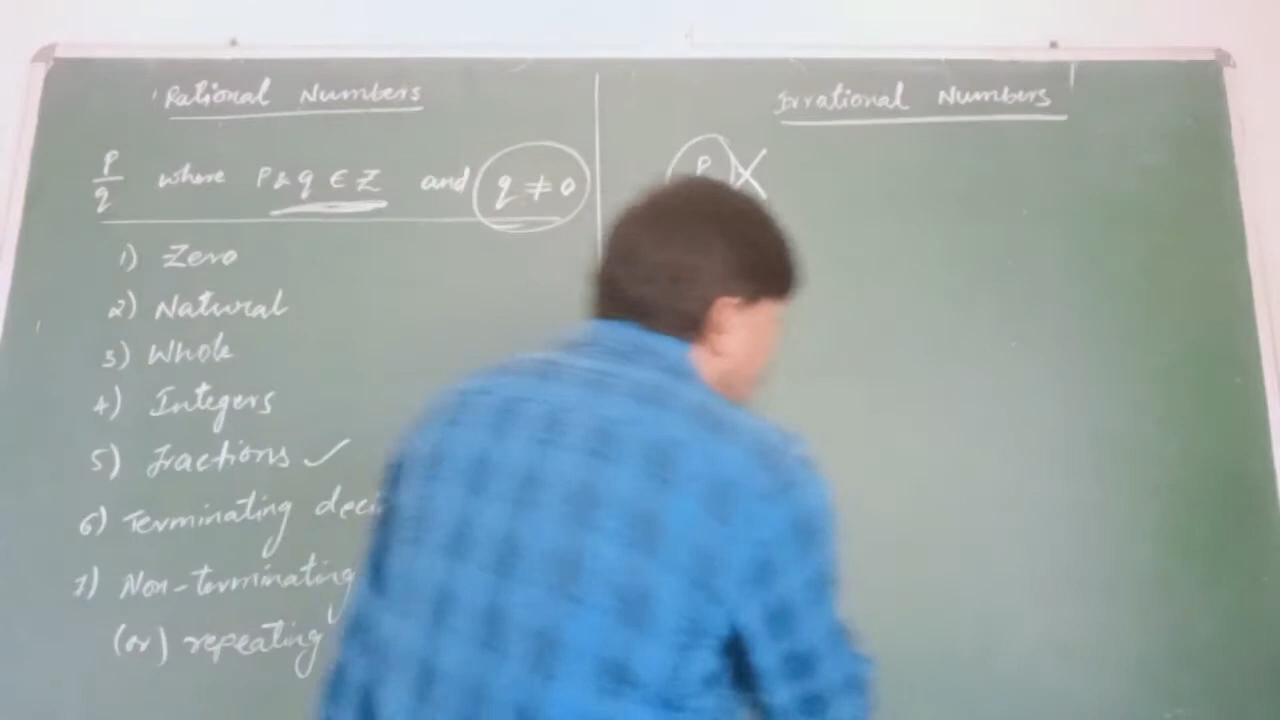 Rational Numbers
P/q where P & q ∈ Z and q ≠ 0
1) Zero
2) Natural
3) Whole
4) Integers
5) Fractions ✓
6) Terminating
7) Non-terminating
(or) repeating
Irrational Numbers
P